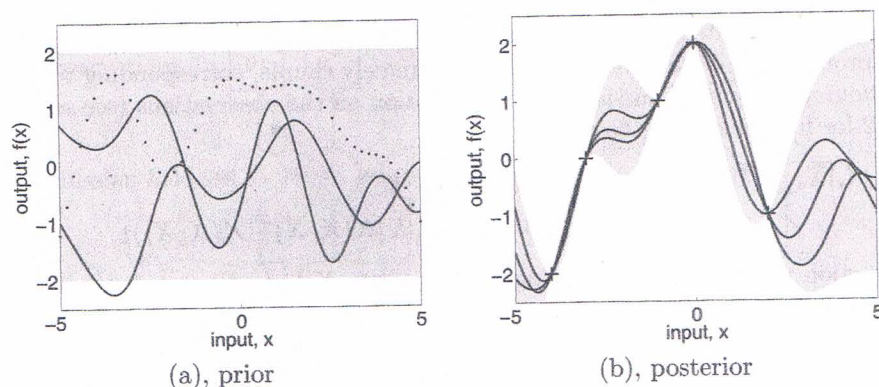 2
1
0
-1
-2
output, f(x)
-5
0
5
input, x
(a), prior
2
1
0
-1
-2
output, f(x)
-5
0
5
input, x
(b), posterior